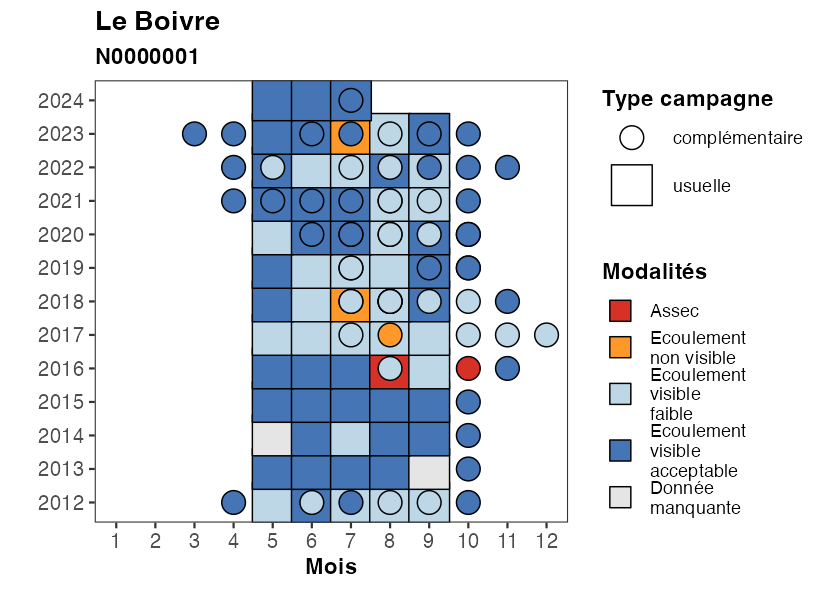 Le Boivre
N0000001
2024
2023
2022
2021
2020
2019
2018
2017
2016
2015
2014
2013
2012
1 2 3 4 5 6 7 8 9 10 11 12
Mois
Type campagne
complémentaire
usuelle
Modalités
Assec
Ecoulement
non visible
Ecoulement
visible
faible
Ecoulement
visible
acceptable
Donnée
manquante